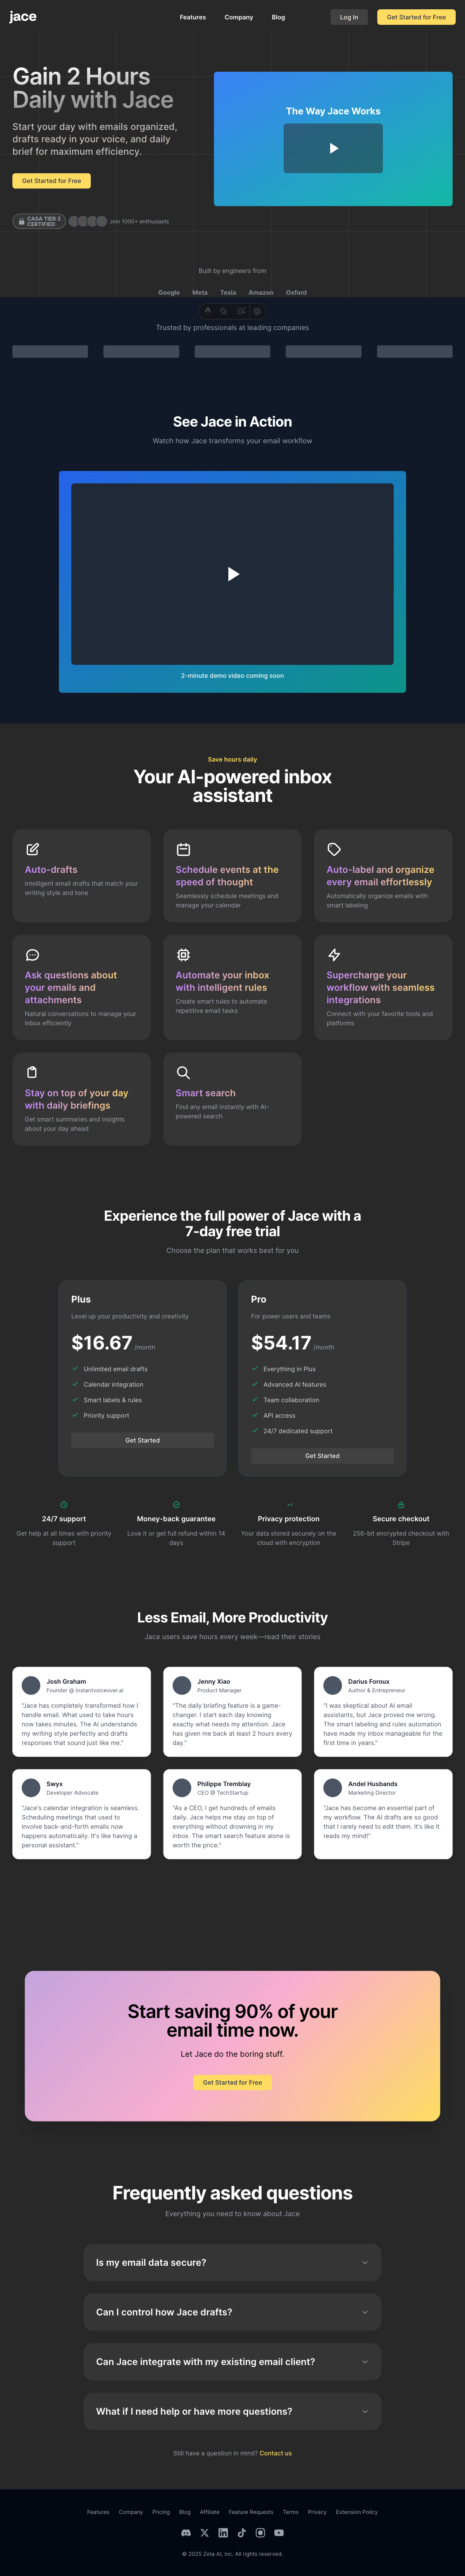 jace
Features
Company
Blog
Log In
Get Started for Free
Gain 2 Hours
Daily with Jace
Start your day with emails organized,
drafts ready in your voice, and daily
brief for maximum efficiency.
Get Started for Free
CASA TIER 3
CERTIFIED
Join 1000+ enthusiasts
The Way Jace Works
Built by engineers from
Google
Meta
Tesla
Amazon
Oxford
Trusted by professionals at leading companies
See Jace in Action
Watch how Jace transforms your email workflow
2-minute demo video coming soon
Save hours daily
Your AI-powered inbox
assistant
Auto-drafts
Intelligent email drafts that match your
writing style and tone
Schedule events at the
speed of thought
Seamlessly schedule meetings and
manage your calendar
Auto-label and organize
every email effortlessly
Automatically organize emails with
smart labeling
Ask questions about
your emails and
attachments
Natural conversations to manage your
inbox efficiently
Automate your inbox
with intelligent rules
Create smart rules to automate
repetitive email tasks
Supercharge your
workflow with seamless
integrations
Connect with your favorite tools and
platforms
Stay on top of your day
with daily briefings
Get smart summaries and insights
about your day ahead
Smart search
Find any email instantly with AI-
powered search
Experience the full power of Jace with a
7-day free trial
Choose the plan that works best for you
Plus
Level up your productivity and creativity
$16.67 /month
Unlimited email drafts
Calendar integration
Smart labels & rules
Priority support
Get Started
Pro
For power users and teams
$54.17 /month
Everything in Plus
Advanced AI features
Team collaboration
API access
24/7 dedicated support
Get Started
24/7 support
Get help at all times with priority
support
Money-back guarantee
Love it or get full refund within 14
days
Privacy protection
Your data stored securely on the
cloud with encryption
Secure checkout
256-bit encrypted checkout with
Stripe
Less Email, More Productivity
Jace users save hours every week—read their stories
Josh Graham
Founder @ instantvoiceover.ai
"Jace has completely transformed how I
handle email. What used to take hours
now takes minutes. The AI understands
my writing style perfectly and drafts
responses that sound just like me."
Jenny Xiao
Product Manager
"The daily briefing feature is a game-
changer. I start each day knowing
exactly what needs my attention. Jace
has given me back at least 2 hours every
day."
Darius Foroux
Author & Entrepreneur
"I was skeptical about AI email
assistants, but Jace proved me wrong.
The smart labeling and rules automation
have made my inbox manageable for the
first time in years."
Swyx
Developer Advocate
"Jace's calendar integration is seamless.
Scheduling meetings that used to
involve back-and-forth emails now
happens automatically. It's like having a
personal assistant."
Philippe Tremblay
CEO @ TechStartup
"As a CEO, I get hundreds of emails
daily. Jace helps me stay on top of
everything without drowning in my
inbox. The smart search feature alone is
worth the price."
Andel Husbands
Marketing Director
"Jace has become an essential part of
my workflow. The AI drafts are so good
that I rarely need to edit them. It's like it
reads my mind!"
Start saving 90% of your
email time now.
Let Jace do the boring stuff.
Get Started for Free
Frequently asked questions
Everything you need to know about Jace
Is my email data secure?
Can I control how Jace drafts?
Can Jace integrate with my existing email client?
What if I need help or have more questions?
Still have a question in mind? Contact us
Features
Company
Pricing
Blog
Affiliate
Feature Requests
Terms
Privacy
Extension Policy
© 2025 Zeta AI, Inc. All rights reserved.